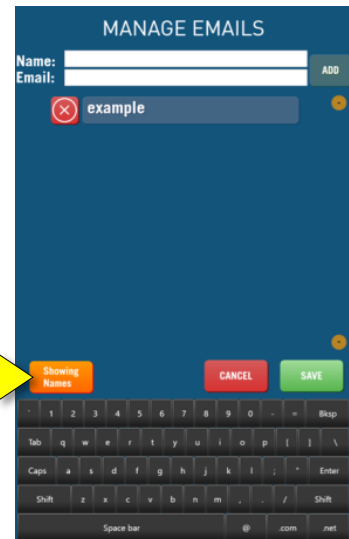 MANAGE EMAILS
Name:
Email:
ADD
example
Showing
Names
CANCEL
SAVE
` 1 2 3 4 5 6 7 8 9 0 - = Bksp
Tab q w e r t y u i o p [ ] \
Caps a s d f g h j k l ; ' Enter
Shift z x c v b n m , . / Shift
Space bar @ .com .net